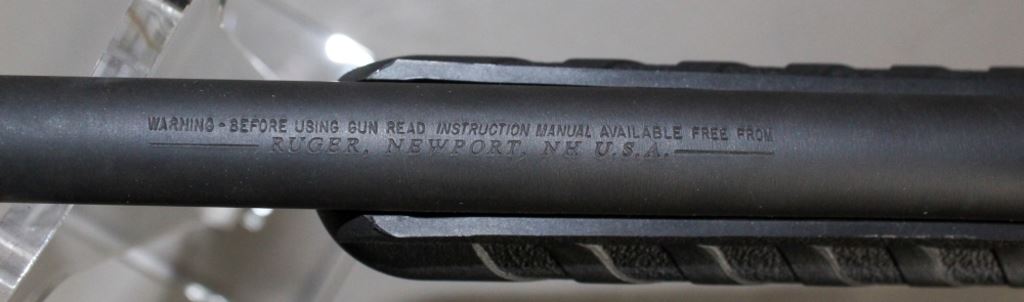 WARNING - BEFORE USING GUN READ INSTRUCTION MANUAL AVAILABLE FREE FROM
RUGER, NEWPORT, NH U.S.A.